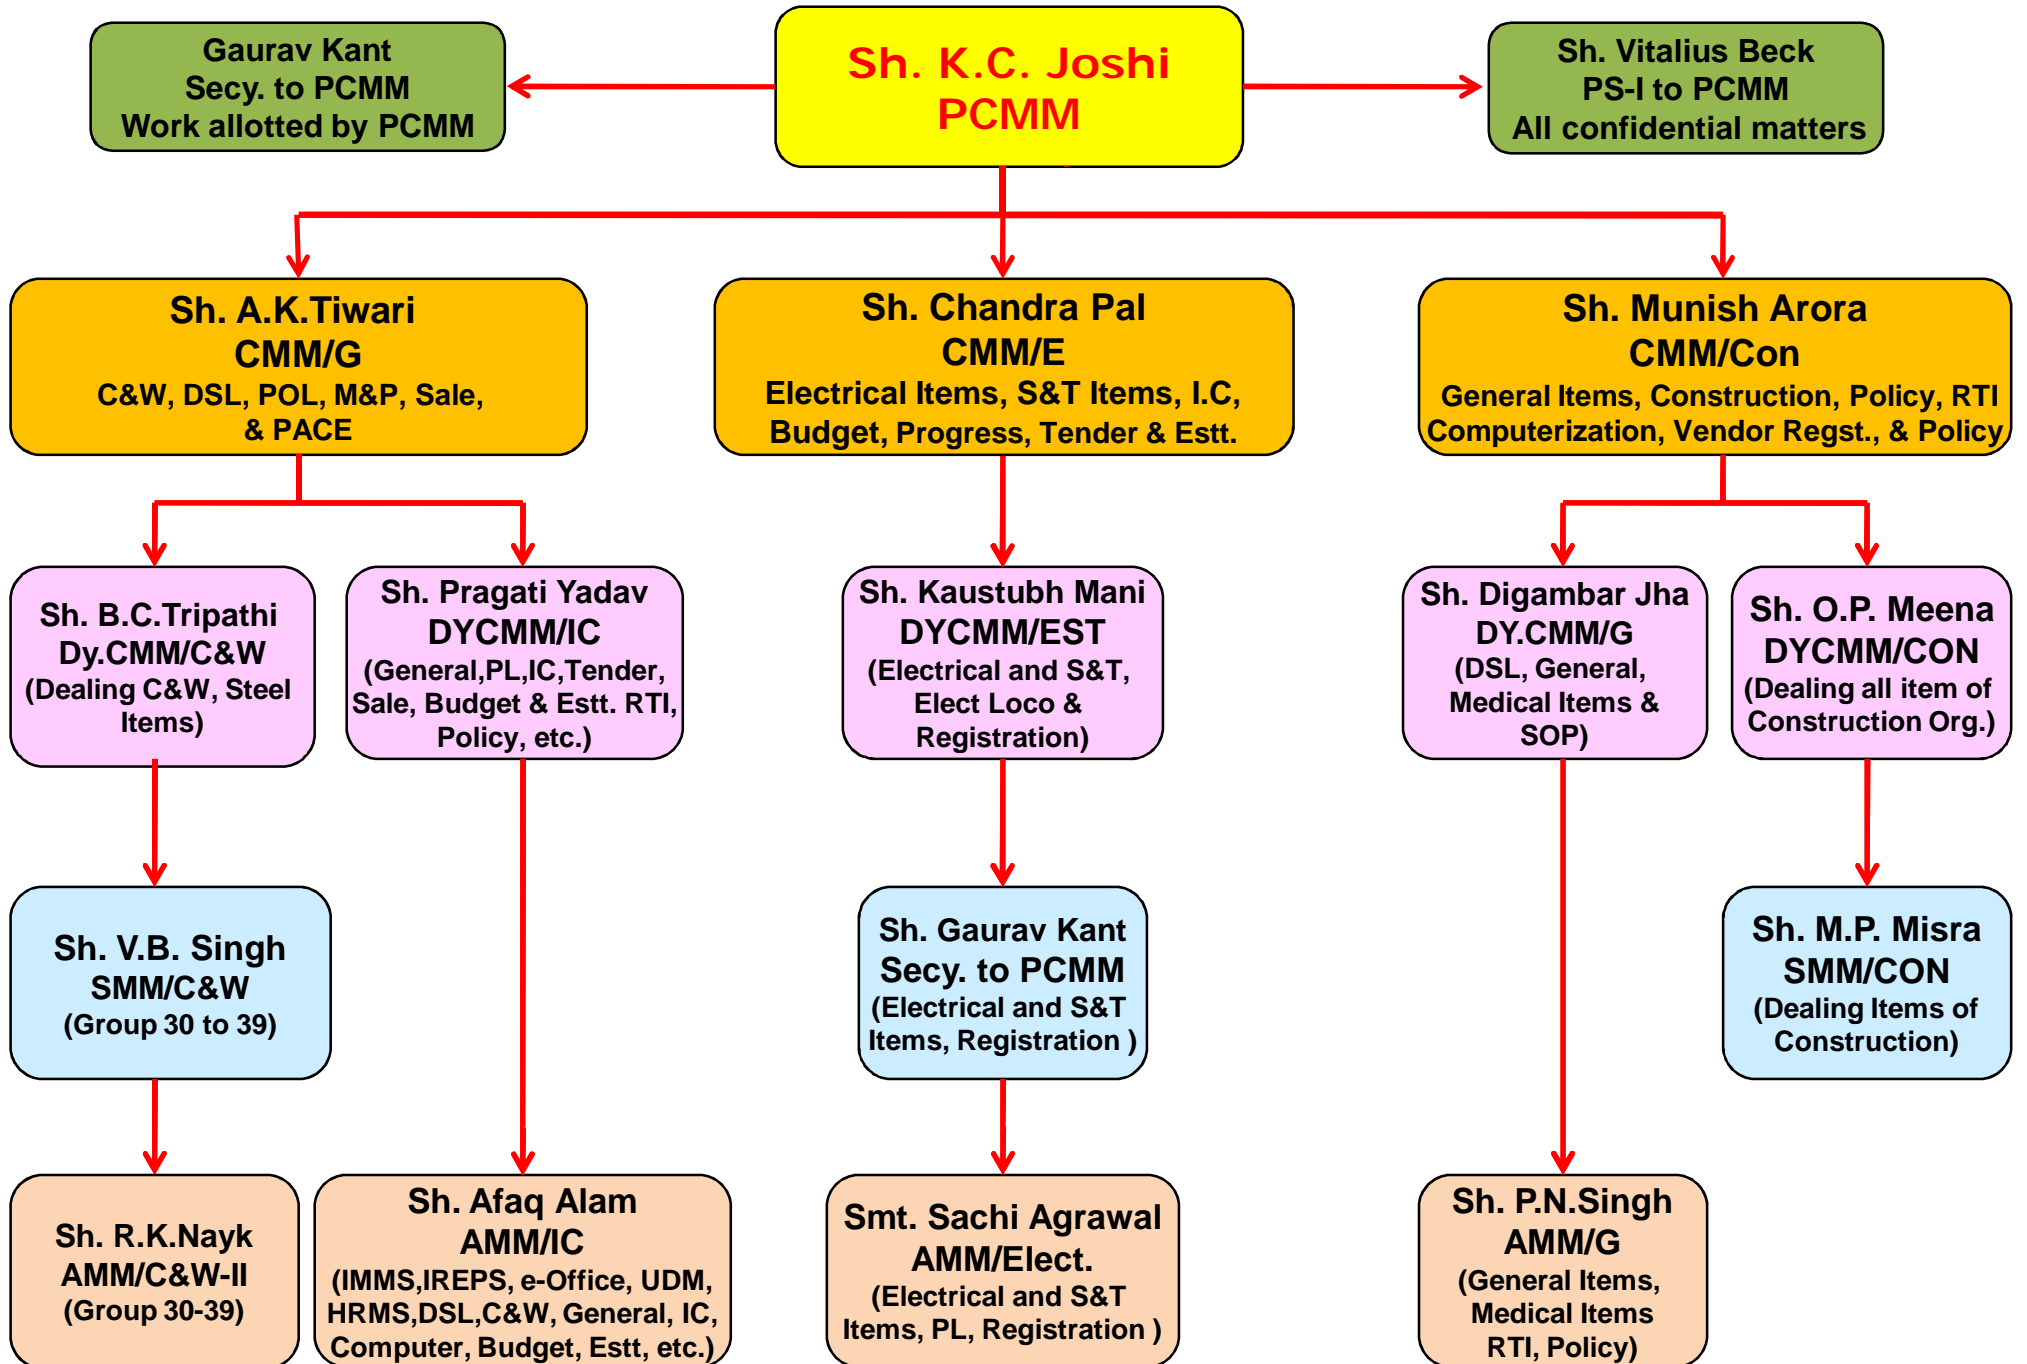 Gaurav Kant
Secy. to PCMM
Work allotted by PCMM
Sh. K.C. Joshi
PCMM
Sh. Vitalius Beck
PS-I to PCMM
All confidential matters
Sh. A.K.Tiwari
CMM/G
C&W, DSL, POL, M&P, Sale,
& PACE
Sh. Chandra Pal
CMM/E
Electrical Items, S&T Items, I.C,
Budget, Progress, Tender & Estt.
Sh. Munish Arora
CMM/Con
General Items, Construction, Policy, RTI
Computerization, Vendor Regst., & Policy
Sh. B.C.Tripathi
Dy.CMM/C&W
(Dealing C&W, Steel
Items)
Sh. Pragati Yadav
DYCMM/IC
(General,PL,IC,Tender,
Sale, Budget & Estt. RTI,
Policy, etc.)
Sh. Kaustubh Mani
DYCMM/EST
(Electrical and S&T,
Elect Loco &
Registration)
Sh. Digambar Jha
DY.CMM/G
(DSL, General,
Medical Items &
SOP)
Sh. O.P. Meena
DYCMM/CON
(Dealing all item of
Construction Org.)
Sh. V.B. Singh
SMM/C&W
(Group 30 to 39)
Sh. Gaurav Kant
Secy. to PCMM
(Electrical and S&T
Items, Registration )
Sh. M.P. Misra
SMM/CON
(Dealing Items of
Construction)
Sh. R.K.Nayk
AMM/C&W-II
(Group 30-39)
Sh. Afaq Alam
AMM/IC
(IMMS,IREPS, e-Office, UDM,
HRMS,DSL,C&W, General, IC,
Computer, Budget, Estt, etc.)
Smt. Sachi Agrawal
AMM/Elect.
(Electrical and S&T
Items, PL, Registration )
Sh. P.N.Singh
AMM/G
(General Items,
Medical Items
RTI, Policy)